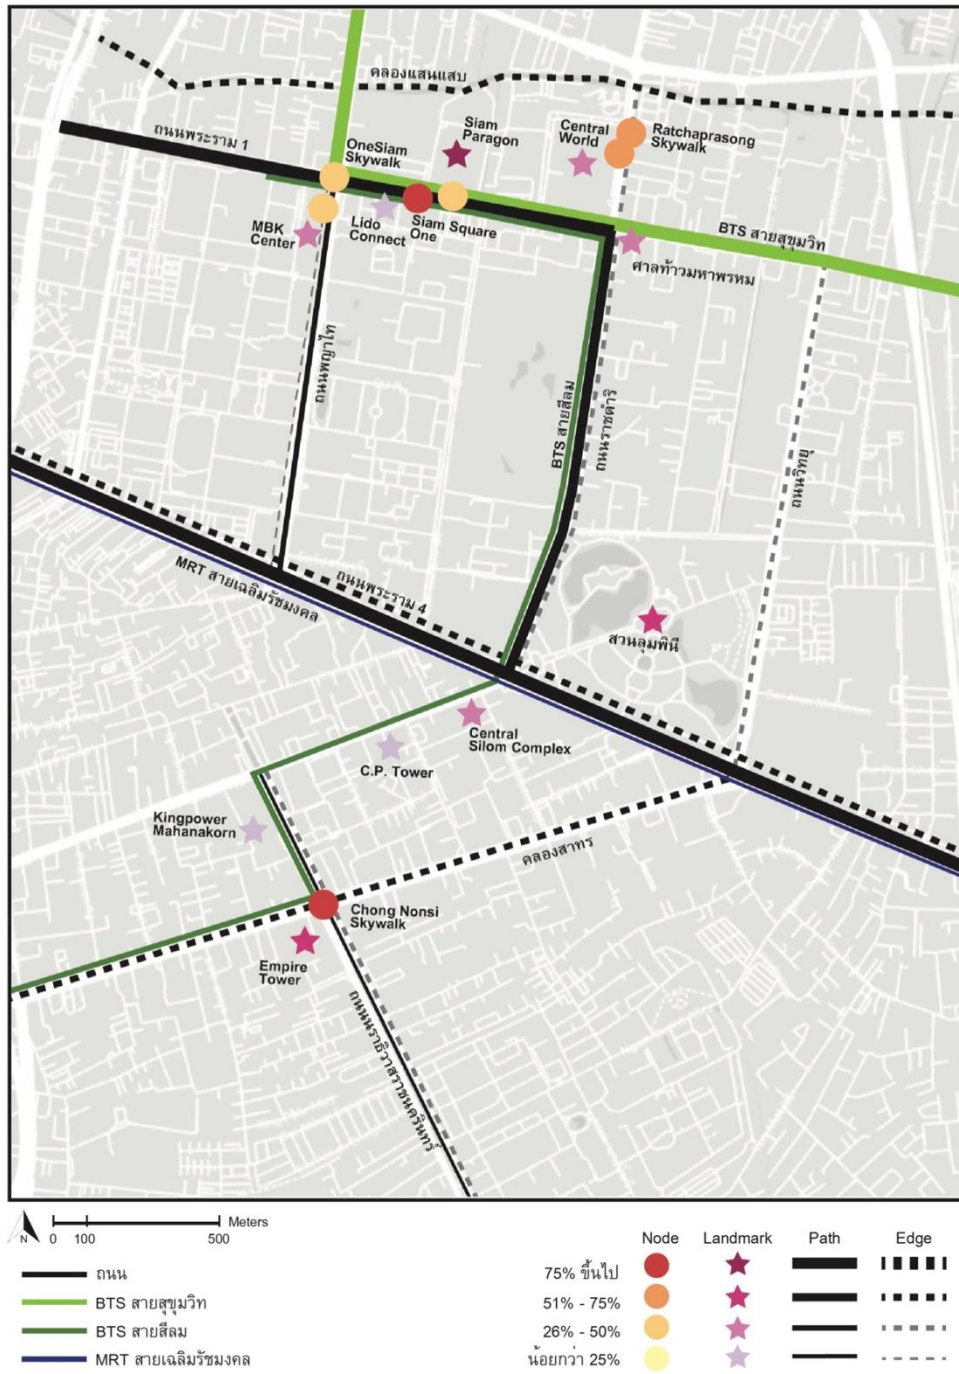 คลองแสนแสบ
ถนนพระราม 1
OneSiam
Skywalk
Siam
Paragon
Central
World
Ratchaprasong
Skywalk
MBK
Center
Lido
Connect
Siam Square
One
BTS สายสุขุมวิท
ศาลท้าวมหาพรหม
ถนนพญาไท
BTS สายสีลม
ถนนราชดำริ
ถนนวิทยุ
MRT สายเฉลิมรัชมงคล
ถนนพระราม 4
สวนลุมพินี
Central
Silom Complex
C.P. Tower
Kingpower
Mahanakorn
คลองสาทร
Chong Nonsi
Skywalk
Empire
Tower
ถนนนราธิวาสราชนครินทร์
N
0 100 500 Meters
ถนน
BTS สายสุขุมวิท
BTS สายสีลม
MRT สายเฉลิมรัชมงคล
Node Landmark Path Edge
75% ขึ้นไป
51% - 75%
26% - 50%
น้อยกว่า 25%